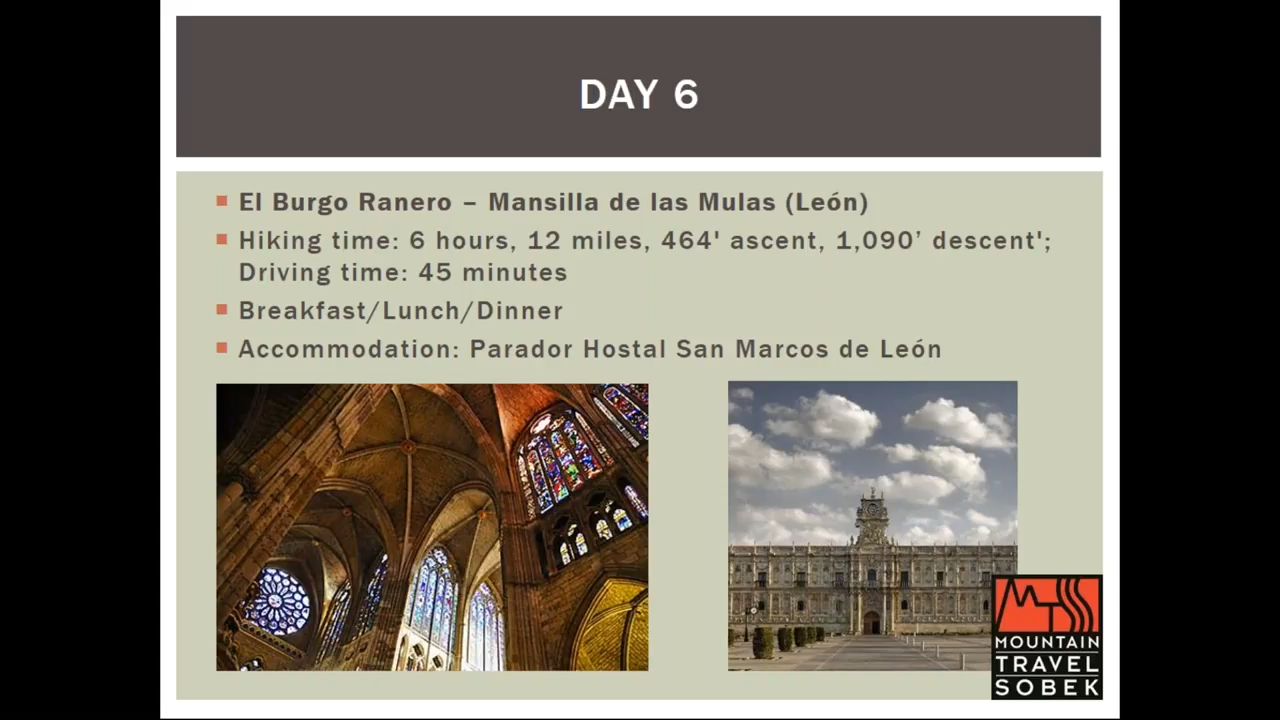 DAY 6
El Burgo Ranero – Mansilla de las Mulas (León)
Hiking time: 6 hours, 12 miles, 464' ascent, 1,090’ descent';
Driving time: 45 minutes
Breakfast/Lunch/Dinner
Accommodation: Parador Hostal San Marcos de León
MTS
MOUNTAIN
TRAVEL
SOBEK